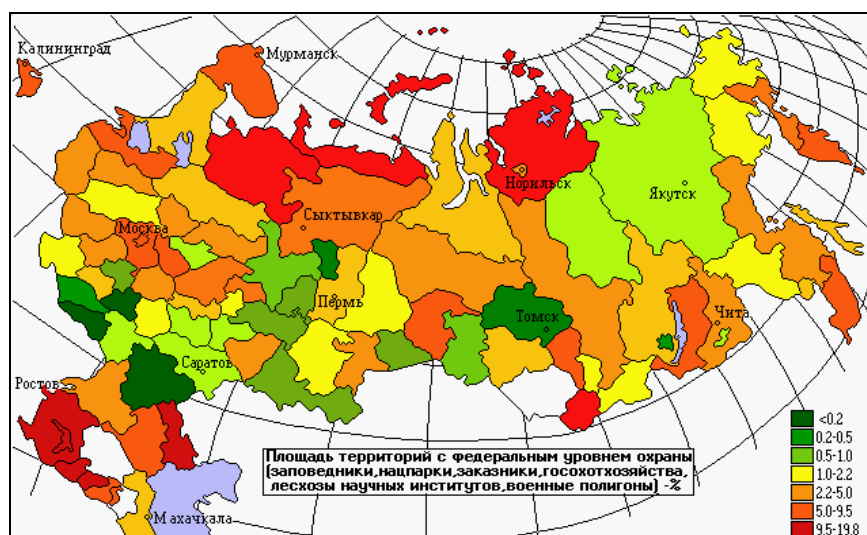 Калининград
Мурманск
Норильск
Якутск
Сыктывкар
Москва
Пермь
Томск
Чита
Саратов
Ростов
Махачкала
Площадь территорий с федеральным уровнем охраны
(заповедники,нацпарки,заказники,госохотхозяйства,
лесхозы научных институтов,военные полигоны) -%
<0.2
0.2-0.5
0.5-1.0
1.0-2.2
2.2-5.0
5.0-9.5
9.5-19.8